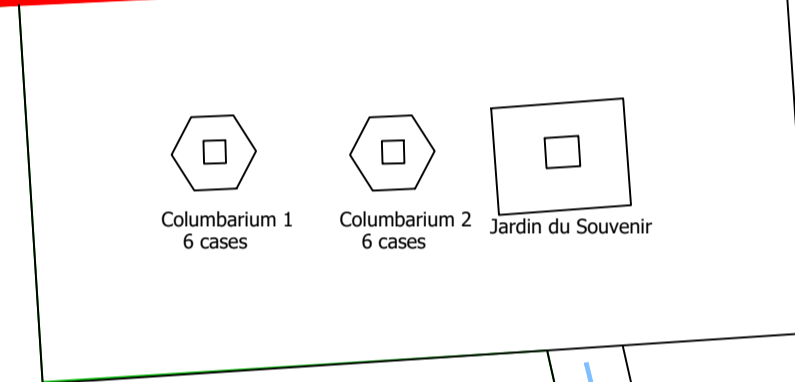 Columbarium 1
6 cases
Columbarium 2
6 cases
Jardin du Souvenir